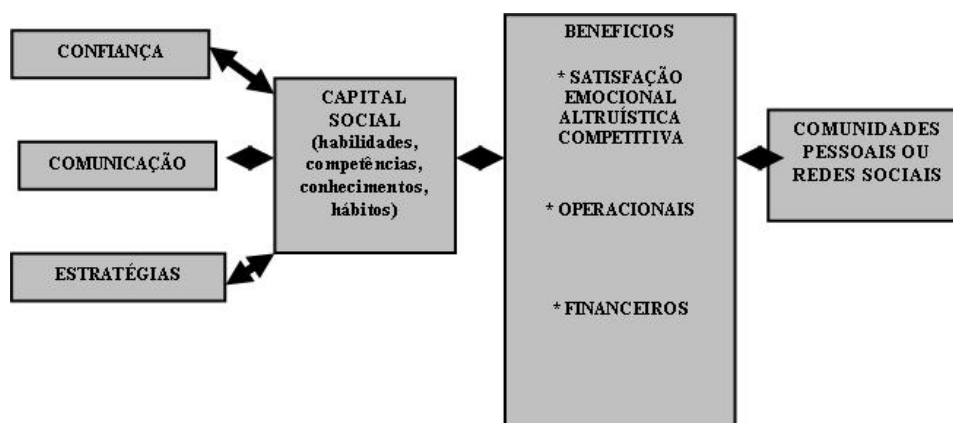 CONFIANÇA
COMUNICAÇÃO
ESTRATÉGIAS
CAPITAL
SOCIAL
(habilidades,
competências,
conhecimentos,
hábitos)
BENEFICIOS
* SATISFAÇÃO
EMOCIONAL
ALTRUÍSTICA
COMPETITIVA
* OPERACIONAIS
* FINANCEIROS
COMUNIDADES
PESSOAIS OU
REDES SOCIAIS